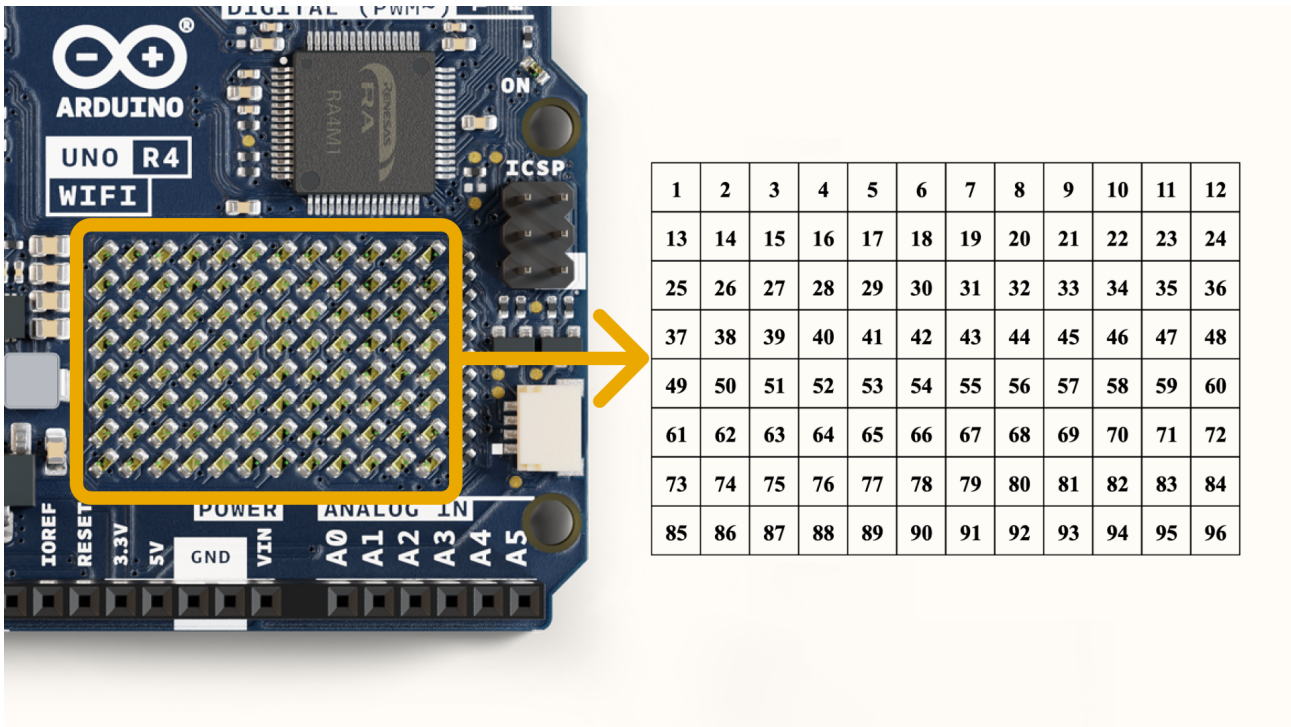 DIGITAL (PWM~)
®
ARDUINO
ON
UNO R4
WIFI
RENESAS
RA
RA4M1
ICSP
1 2 3 4 5 6 7 8 9 10 11 12
13 14 15 16 17 18 19 20 21 22 23 24
25 26 27 28 29 30 31 32 33 34 35 36
37 38 39 40 41 42 43 44 45 46 47 48
49 50 51 52 53 54 55 56 57 58 59 60
61 62 63 64 65 66 67 68 69 70 71 72
73 74 75 76 77 78 79 80 81 82 83 84
85 86 87 88 89 90 91 92 93 94 95 96
POWER
ANALOG IN
IOREF
RESET
3.3V
5V
GND
VIN
A0
A1
A2
A3
A4
A5